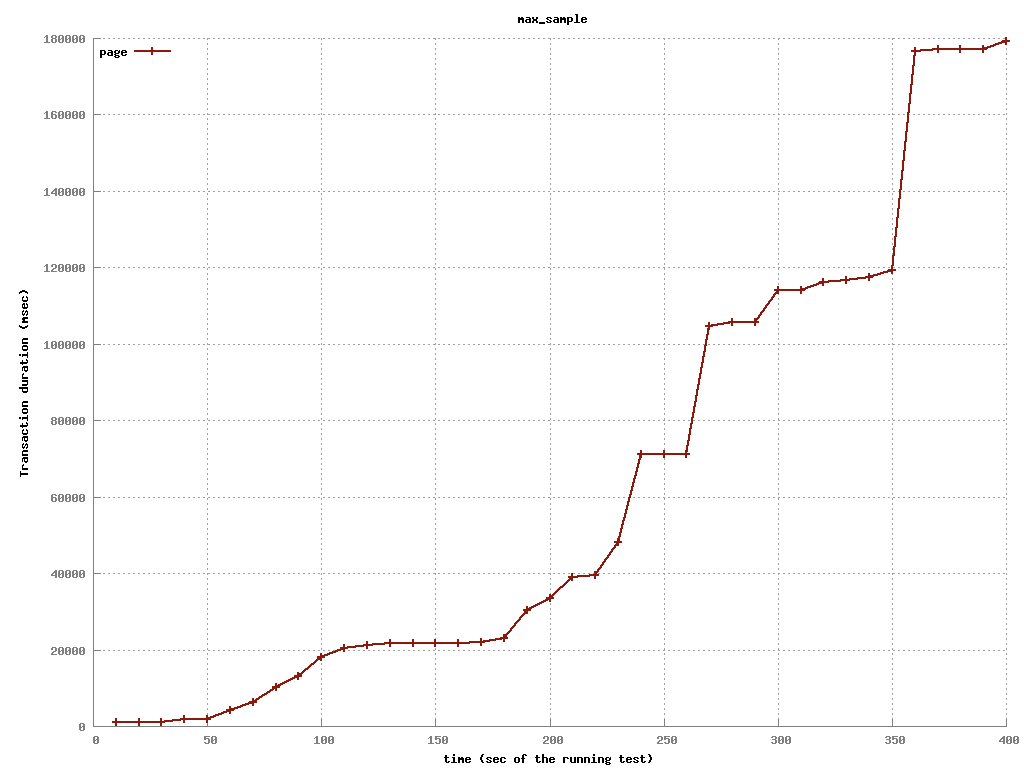 max_sample
page
180000
160000
140000
120000
100000
80000
60000
40000
20000
0
Transaction duration (msec)
0 50 100 150 200 250 300 350 400
time (sec of the running test)